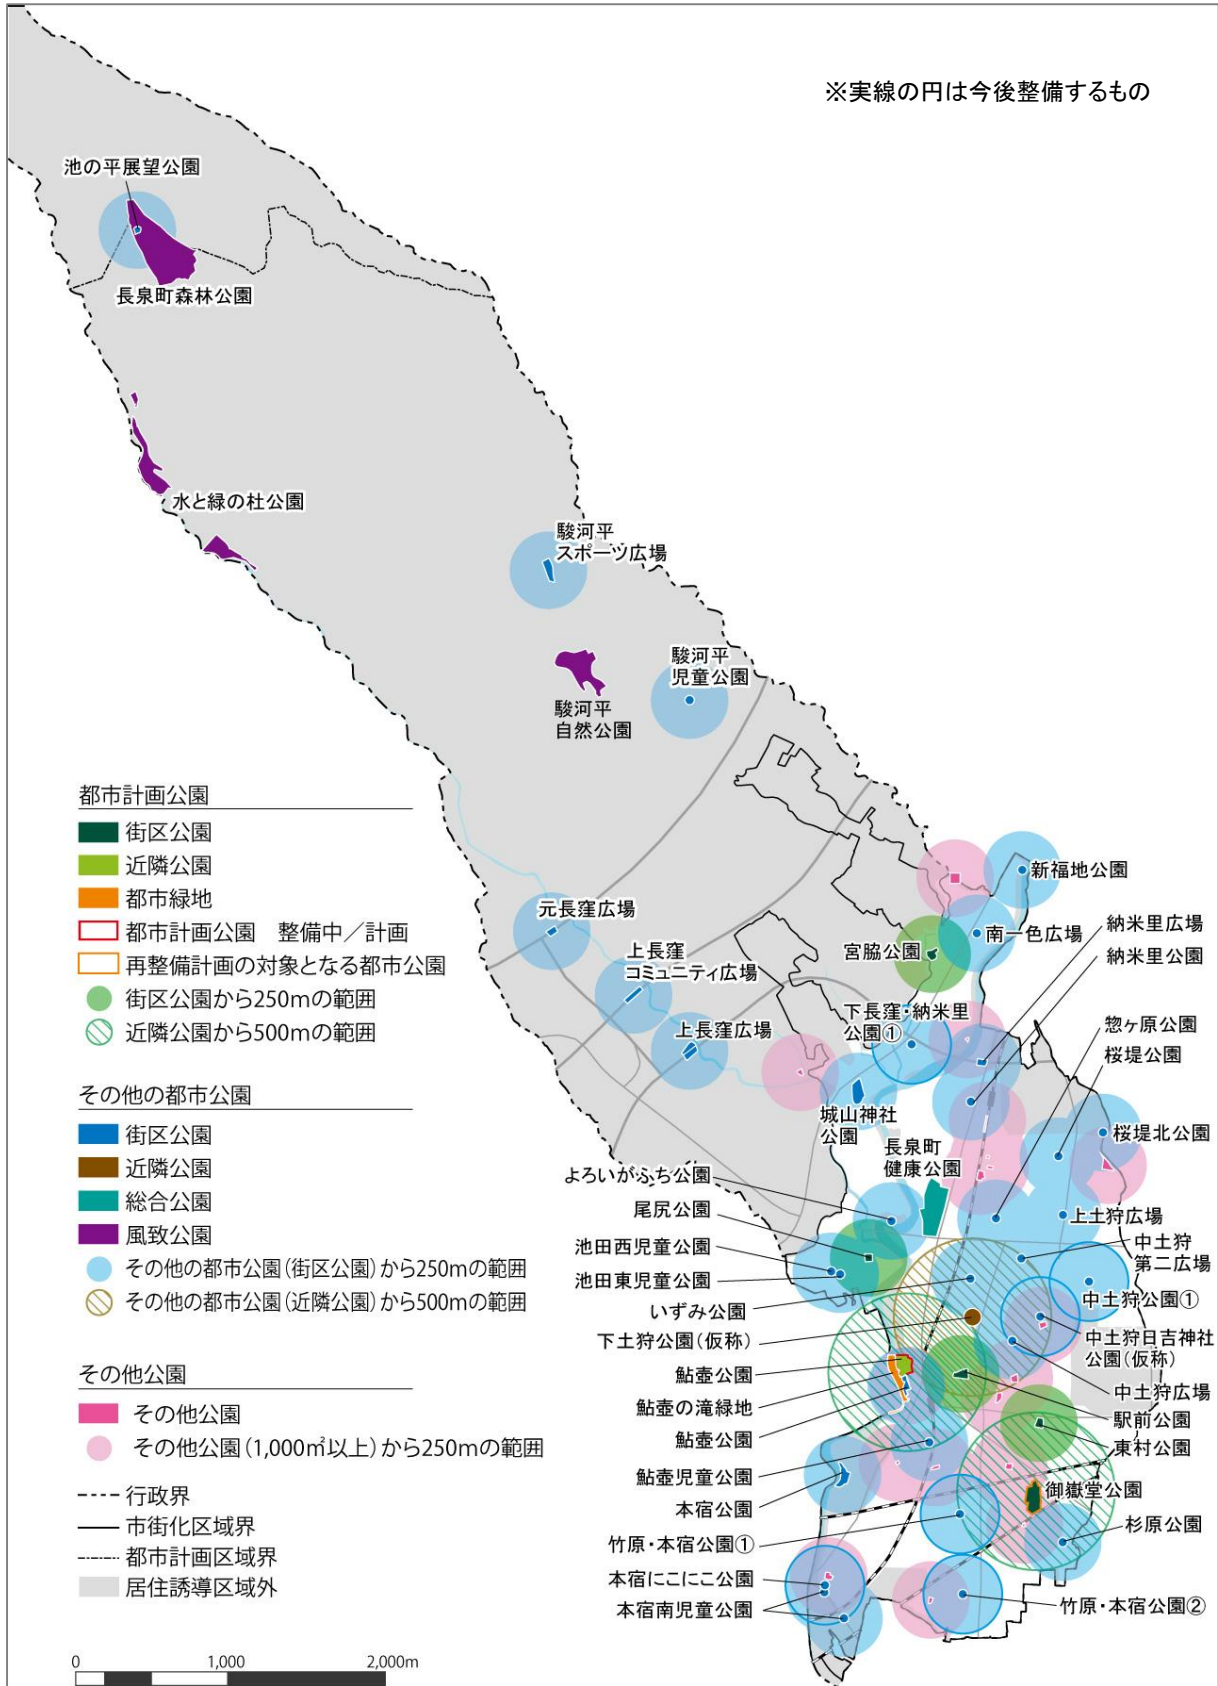 ※実線の円は今後整備するもの
池の平展望公園
長泉町森林公園
水と緑の杜公園
駿河平
スポーツ広場
駿河平
児童公園
駿河平
自然公園
都市計画公園
街区公園
近隣公園
都市緑地
都市計画公園 整備中／計画
再整備計画の対象となる都市公園
街区公園から250mの範囲
近隣公園から500mの範囲
その他の都市公園
街区公園
近隣公園
総合公園
風致公園
その他の都市公園（街区公園）から250mの範囲
その他の都市公園（近隣公園）から500mの範囲
その他公園
その他公園
その他公園（1,000㎡以上）から250mの範囲
行政界
市街化区域界
都市計画区域界
居住誘導区域外
0 1,000 2,000m
新福地公園
元長窪広場
南一色広場
納米里広場
宮脇公園
納米里公園
上長窪
コミュニティ広場
下長窪・納米里
公園①
惣ヶ原公園
上長窪広場
桜堤公園
城山神社
公園
桜堤北公園
長泉町
健康公園
よろいがふち公園
尾尻公園
上土狩広場
池田西児童公園
中土狩
第二広場
池田東児童公園
中土狩公園①
いずみ公園
下土狩公園（仮称）
中土狩日吉神社
公園（仮称）
鮎壺公園
中土狩広場
鮎壺の滝緑地
駅前公園
鮎壺公園
東村公園
鮎壺児童公園
御嶽堂公園
本宿公園
杉原公園
竹原・本宿公園①
本宿にこにこ公園
本宿南児童公園
竹原・本宿公園②